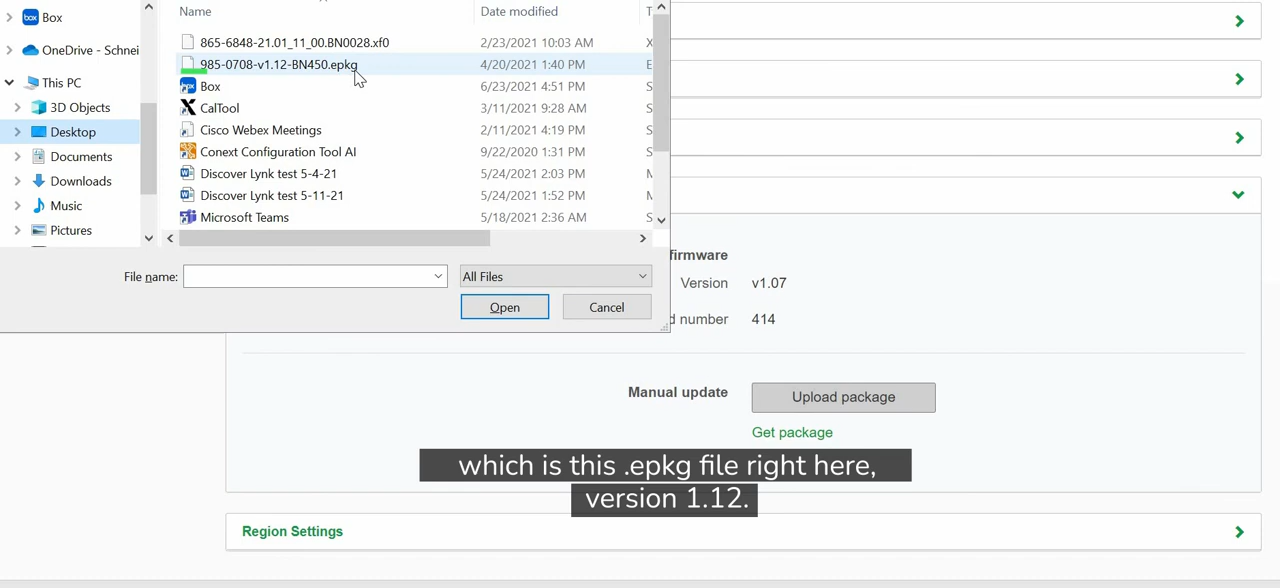 Name
Date modified
T
Box
OneDrive - Schnei
This PC
3D Objects
Desktop
Documents
Downloads
Music
Pictures
865-6848-21.01_11_00.BN0028.xf0
2/23/2021 10:03 AM
X
985-0708-v1.12-BN450.epkg
4/20/2021 1:40 PM
E
Box
6/23/2021 4:51 PM
S
CalTool
3/11/2021 9:28 AM
S
Cisco Webex Meetings
2/11/2021 4:19 PM
S
Conext Configuration Tool AI
9/22/2020 1:31 PM
S
Discover Lynk test 5-4-21
5/24/2021 2:03 PM
M
Discover Lynk test 5-11-21
5/24/2021 1:52 PM
M
Microsoft Teams
5/18/2021 2:36 AM
S
File name:
All Files
Open
Cancel
firmware
Version
v1.07
d number
414
Manual update
Upload package
Get package
which is this .epkg file right here,
version 1.12.
Region Settings